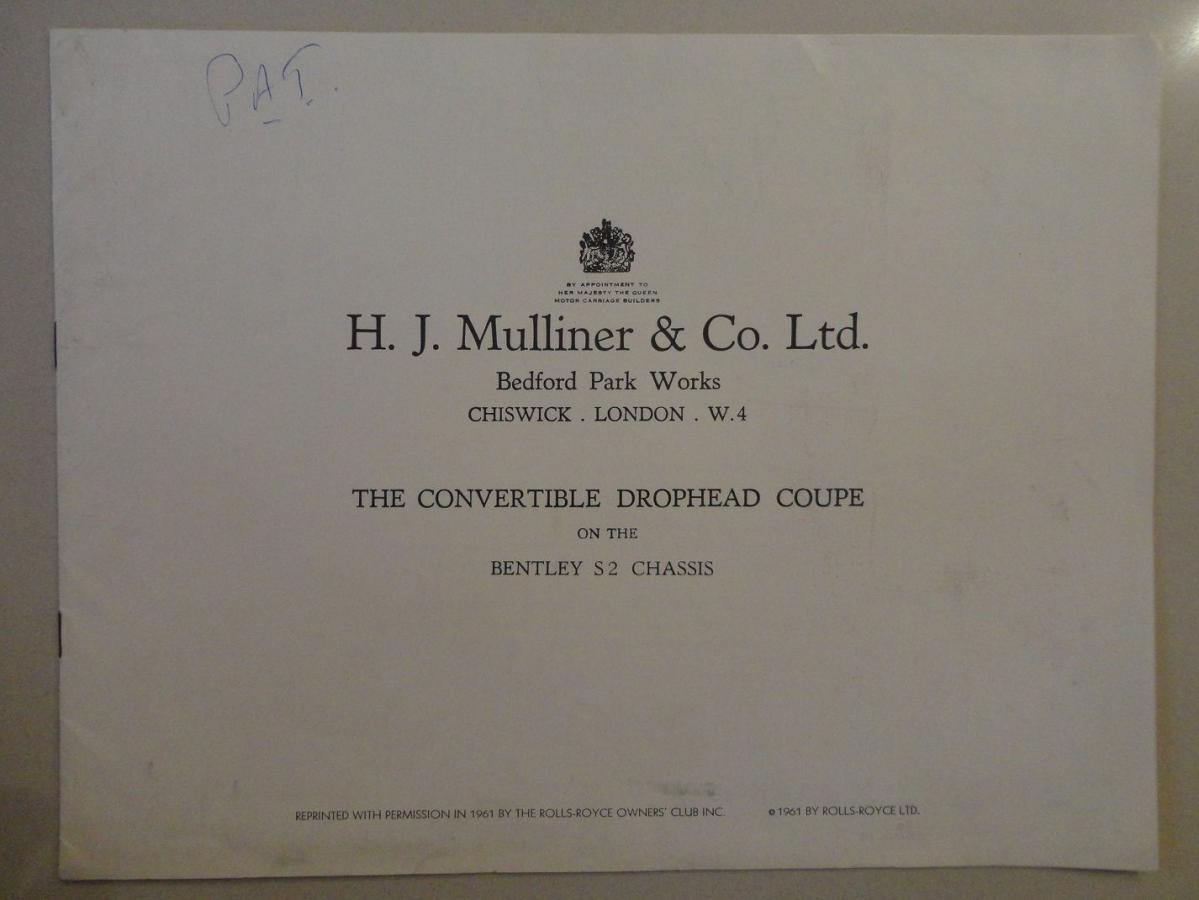 PAT.
BY APPOINTMENT TO
HER MAJESTY THE QUEEN
MOTOR CARRIAGE BUILDERS
H. J. Mulliner & Co. Ltd.
Bedford Park Works
CHISWICK . LONDON . W.4
THE CONVERTIBLE DROPHEAD COUPE
ON THE
BENTLEY S2 CHASSIS
REPRINTED WITH PERMISSION IN 1961 BY THE ROLLS-ROYCE OWNERS' CLUB INC. © 1961 BY ROLLS-ROYCE LTD.